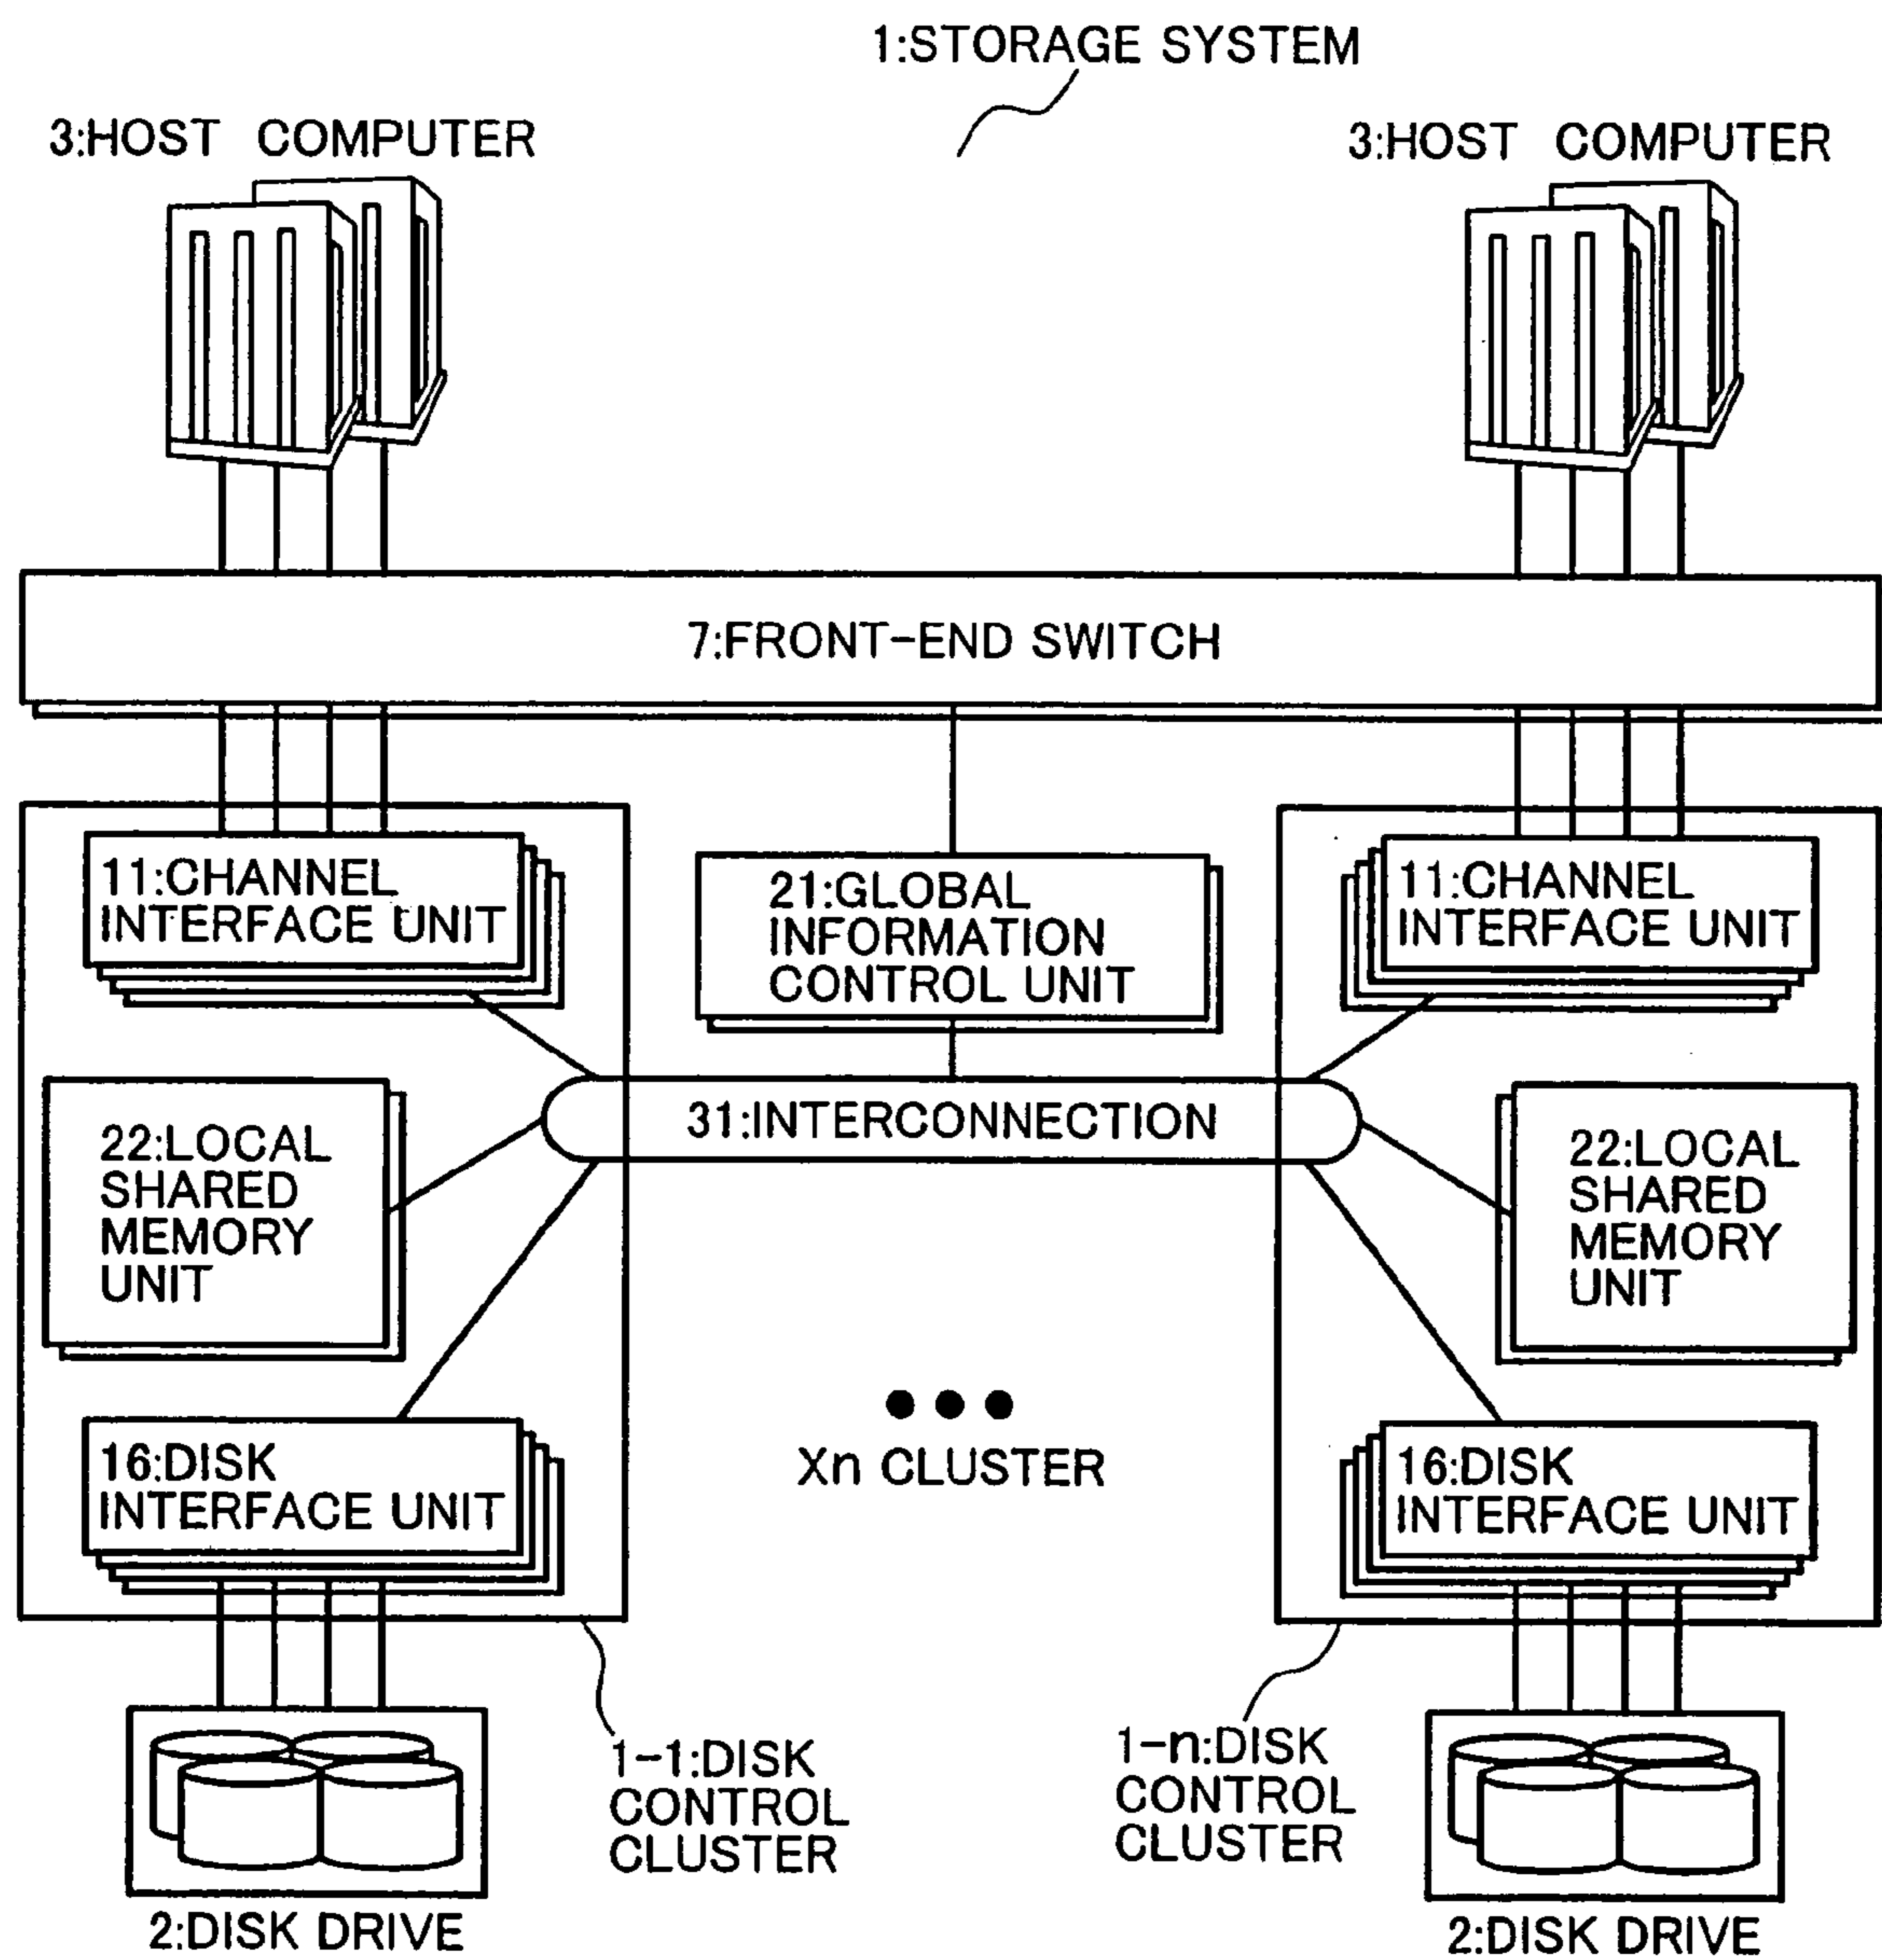 1:STORAGE SYSTEM
3:HOST COMPUTER
3:HOST COMPUTER
7:FRONT-END SWITCH
11:CHANNEL
INTERFACE UNIT
21:GLOBAL
INFORMATION
CONTROL UNIT
11:CHANNEL
INTERFACE UNIT
31:INTERCONNECTION
22:LOCAL
SHARED
MEMORY
UNIT
22:LOCAL
SHARED
MEMORY
UNIT
16:DISK
INTERFACE UNIT
Xn CLUSTER
16:DISK
INTERFACE UNIT
1-1:DISK
CONTROL
CLUSTER
1-n:DISK
CONTROL
CLUSTER
2:DISK DRIVE
2:DISK DRIVE